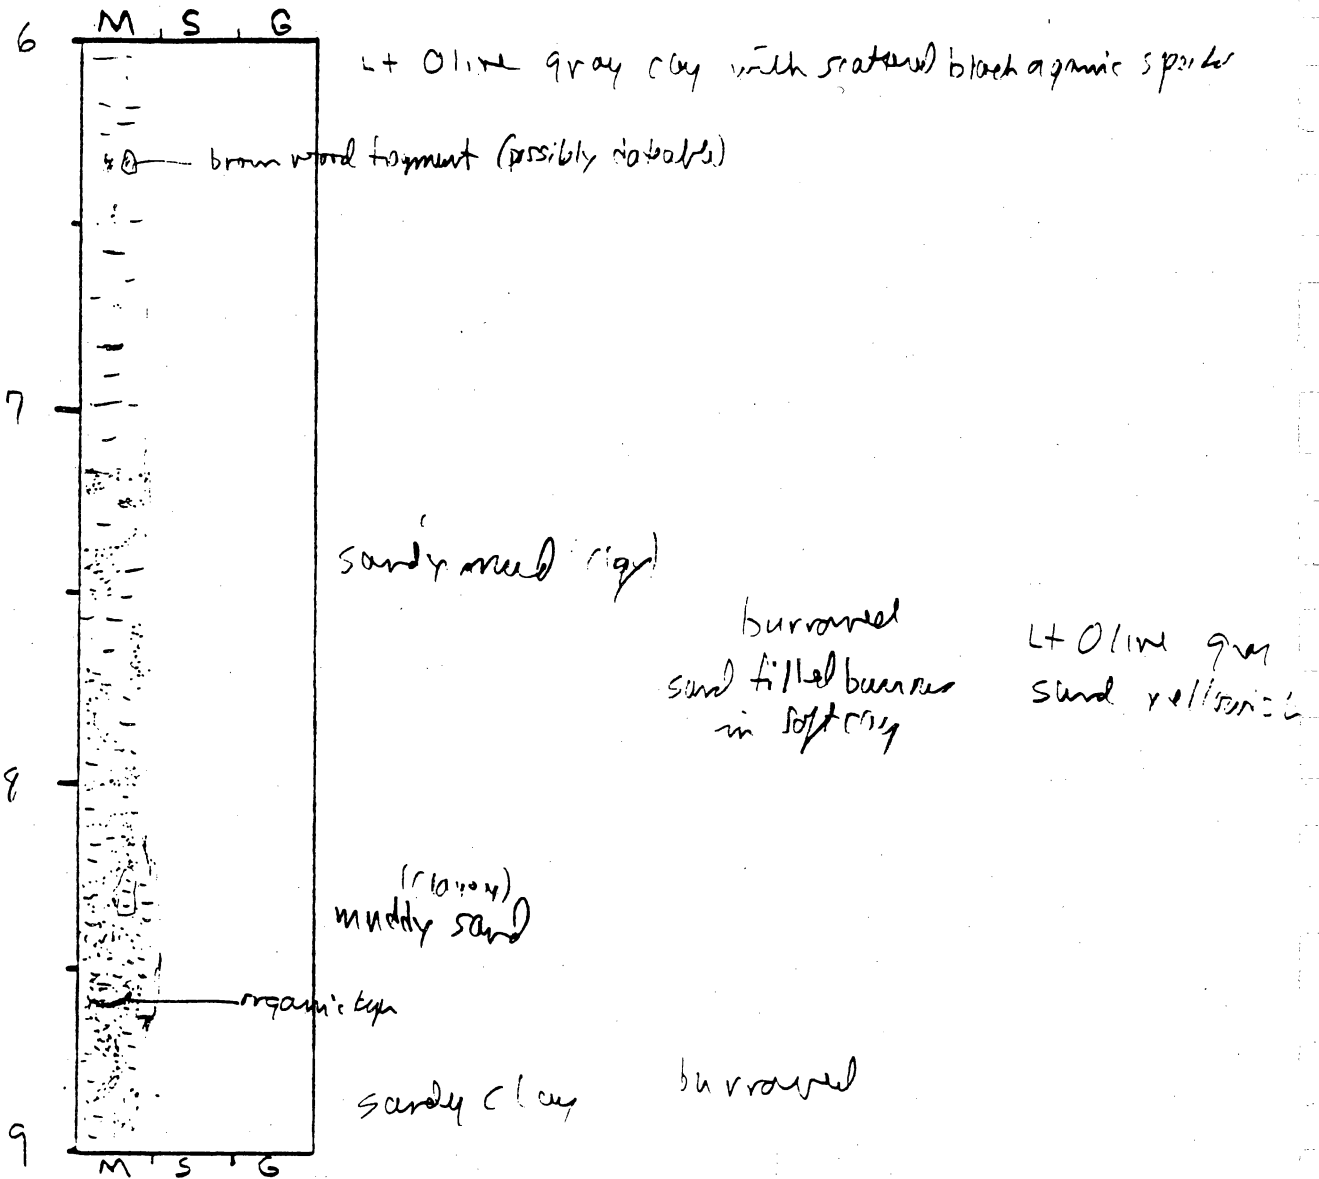 M S G
6
Lt Olive gray clay with scattered black organic specks
brown wood fragment (possibly dateable)
7
sandy mud (clay)
burrowed
sand filled burrows
in soft clay
Lt Olive gray
sand
8
(clayey)
muddy sand
organic layer
sandy clay
burrowed
9
M S G